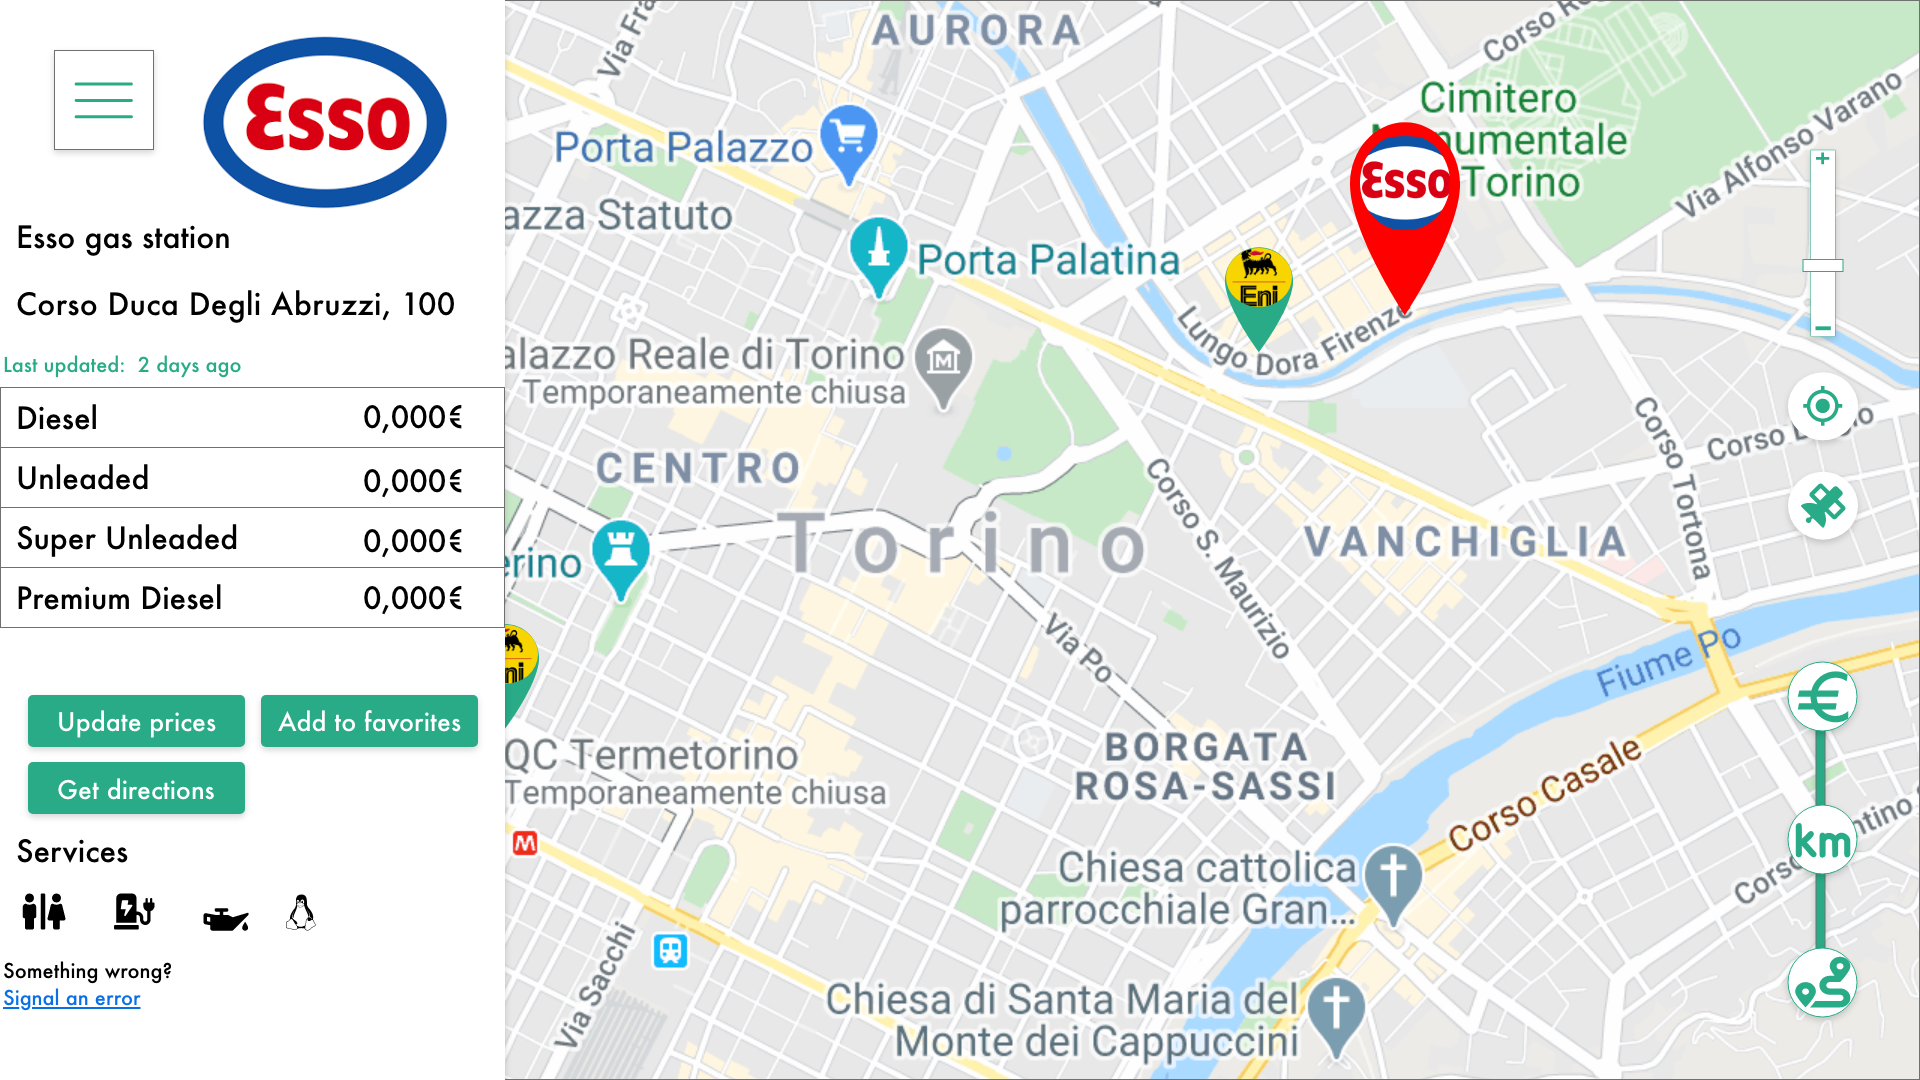 Esso
Esso gas station
Corso Duca Degli Abruzzi, 100
Last updated: 2 days ago
Diesel 0,000€
Unleaded 0,000€
Super Unleaded 0,000€
Premium Diesel 0,000€
Update prices
Add to favorites
Get directions
Services
Something wrong?
Signal an error
AURORA
Via Fra
Corso Re
Cimitero
Monumentale
Torino
Via Alfonso Varano
Porta Palazzo
azza Statuto
Porta Palatina
Esso
Eni
Lungo Dora Firenze
+
−
alazzo Reale di Torino
Temporaneamente chiusa
M
CENTRO
Torino
erino
Corso S. Maurizio
Corso Tortona
Corso
VANCHIGLIA
Via Po
Fiume Po
ni
QC Termetorino
Temporaneamente chiusa
M
BORGATA
ROSA-SASSI
Corso Casale
€
km
ntino
Corso
Chiesa cattolica
parrocchiale Gran...
Via Sacchi
Chiesa di Santa Maria del
Monte dei Cappuccini